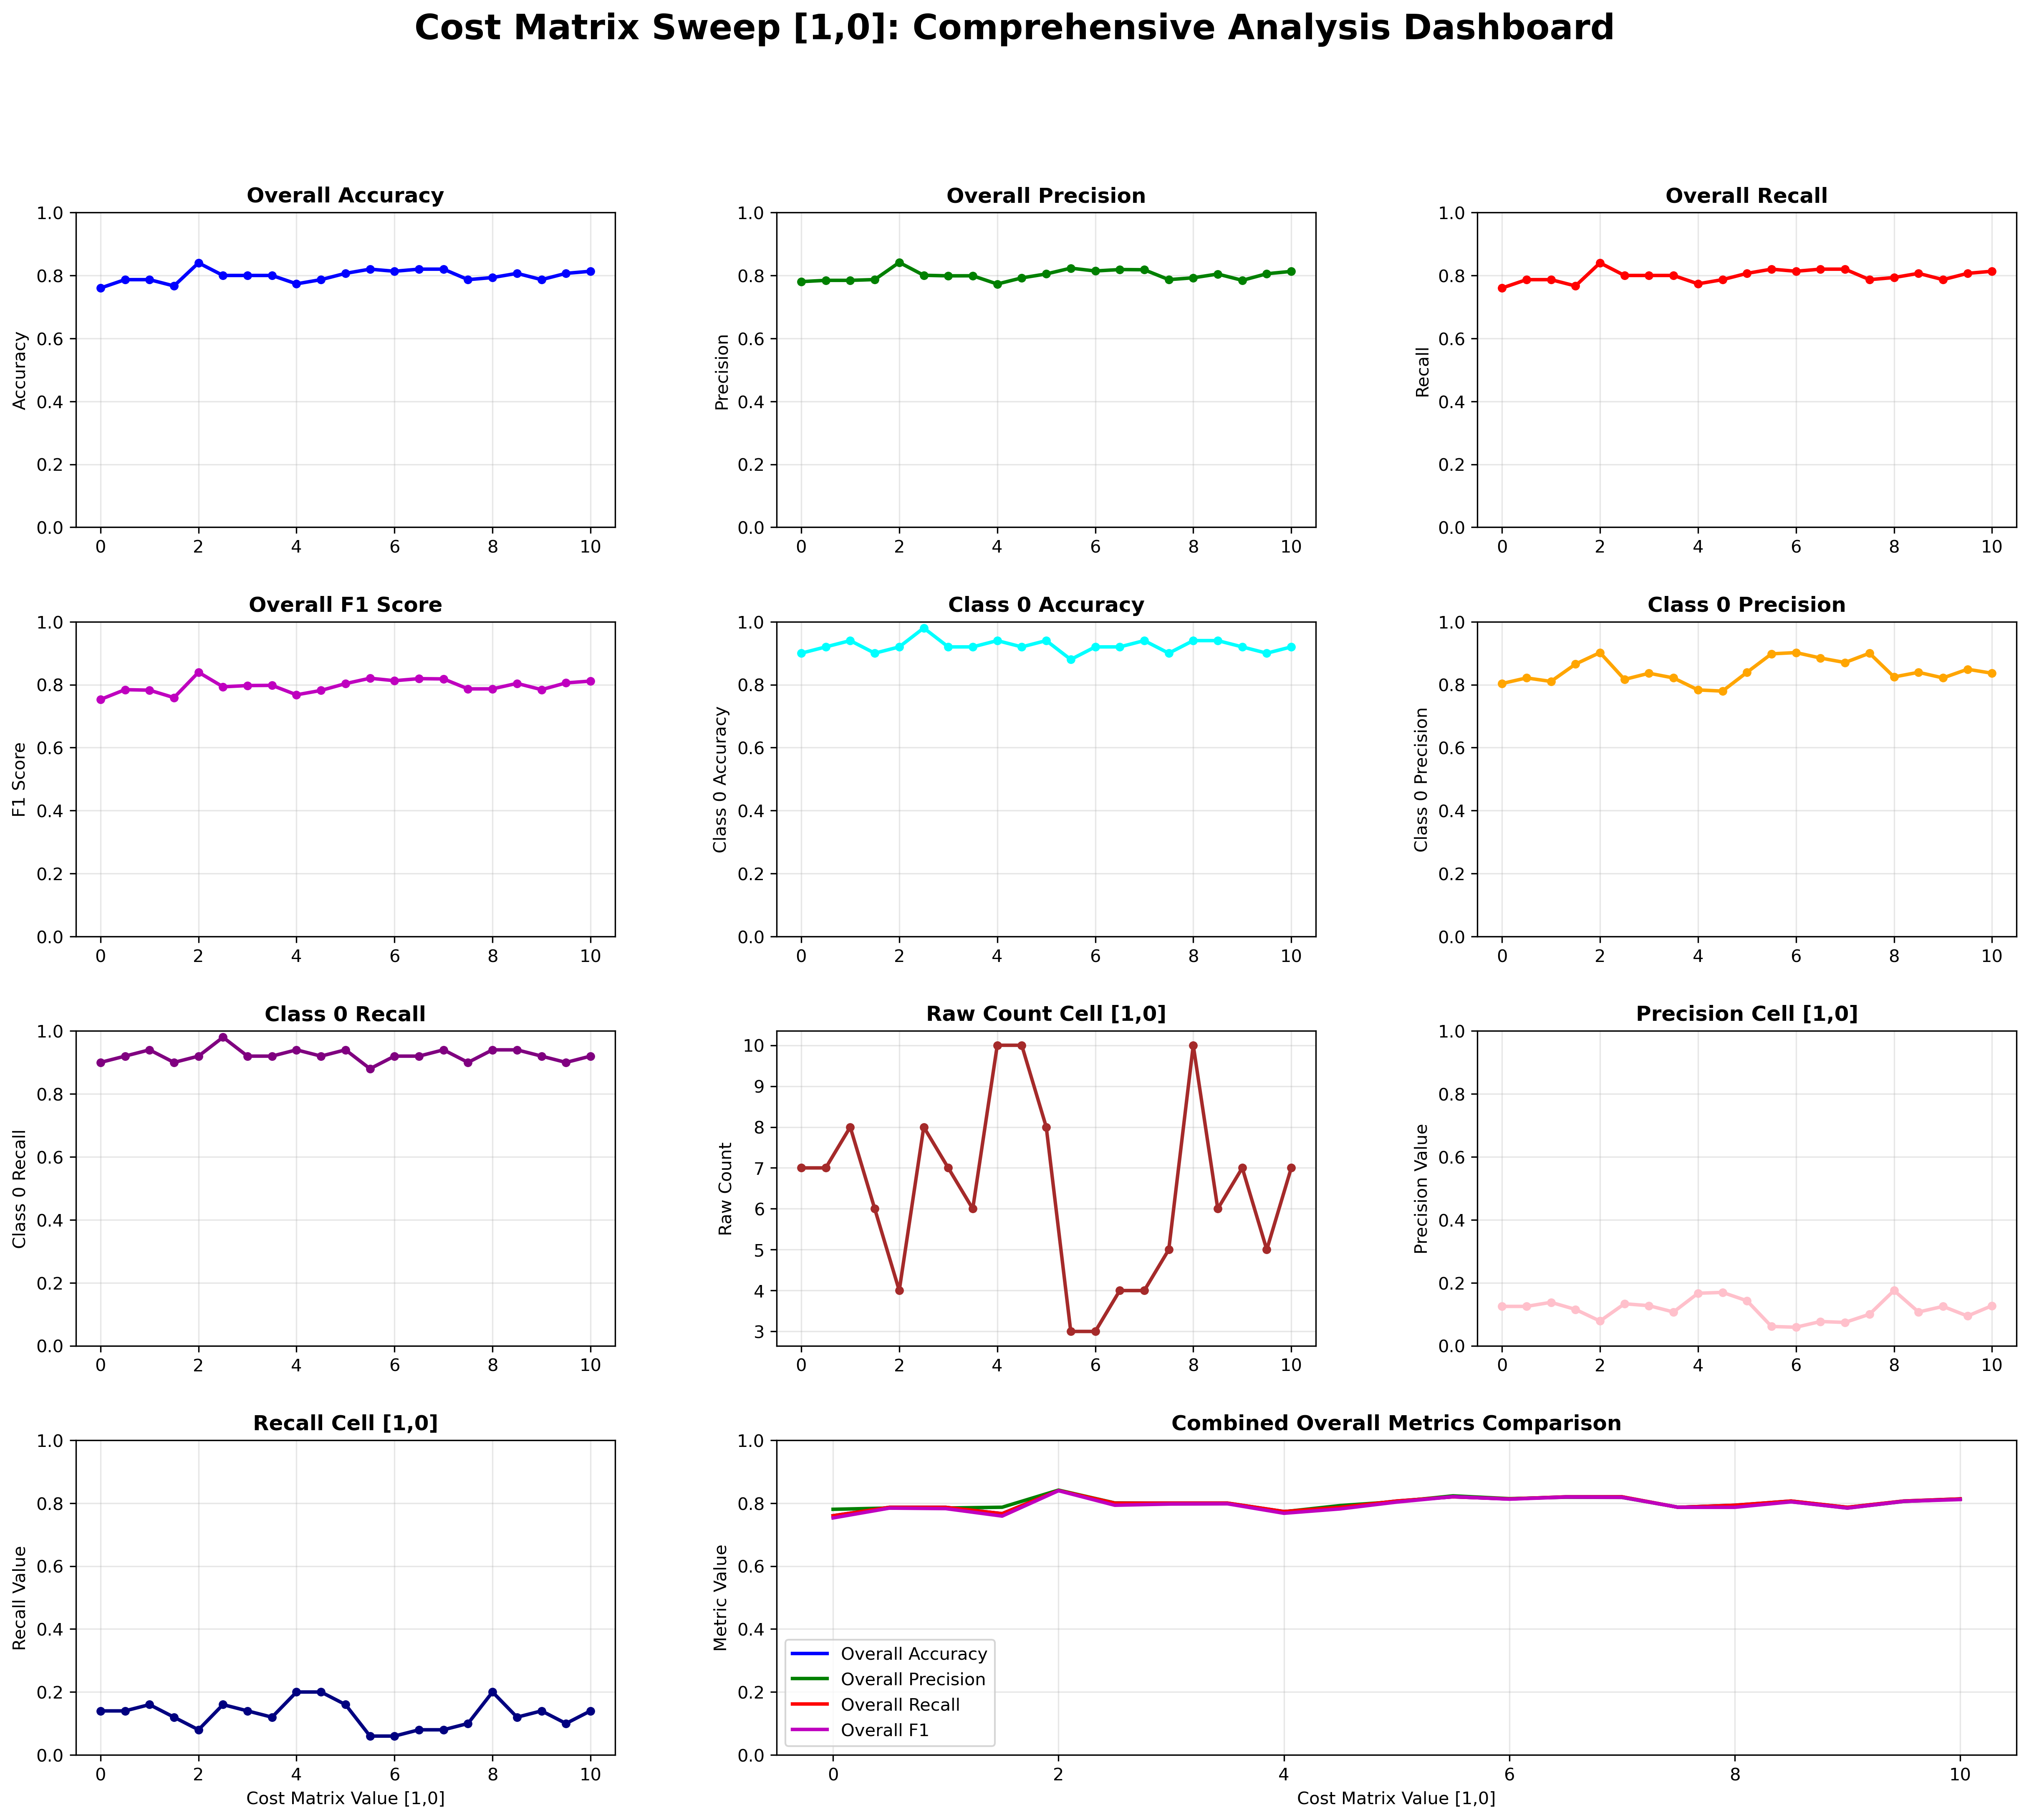 Cost Matrix Sweep [1,0]: Comprehensive Analysis Dashboard
Overall Accuracy
Accuracy
1.0
0.8
0.6
0.4
0.2
0.0
0 2 4 6 8 10
Overall Precision
Precision
1.0
0.8
0.6
0.4
0.2
0.0
0 2 4 6 8 10
Overall Recall
Recall
1.0
0.8
0.6
0.4
0.2
0.0
0 2 4 6 8 10
Overall F1 Score
F1 Score
1.0
0.8
0.6
0.4
0.2
0.0
0 2 4 6 8 10
Class 0 Accuracy
Class 0 Accuracy
1.0
0.8
0.6
0.4
0.2
0.0
0 2 4 6 8 10
Class 0 Precision
Class 0 Precision
1.0
0.8
0.6
0.4
0.2
0.0
0 2 4 6 8 10
Class 0 Recall
Class 0 Recall
1.0
0.8
0.6
0.4
0.2
0.0
0 2 4 6 8 10
Raw Count Cell [1,0]
Raw Count
10
9
8
7
6
5
4
3
0 2 4 6 8 10
Precision Cell [1,0]
Precision Value
1.0
0.8
0.6
0.4
0.2
0.0
0 2 4 6 8 10
Recall Cell [1,0]
Recall Value
1.0
0.8
0.6
0.4
0.2
0.0
0 2 4 6 8 10
Cost Matrix Value [1,0]
Combined Overall Metrics Comparison
Metric Value
1.0
0.8
0.6
0.4
0.2
0.0
Overall Accuracy
Overall Precision
Overall Recall
Overall F1
0 2 4 6 8 10
Cost Matrix Value [1,0]